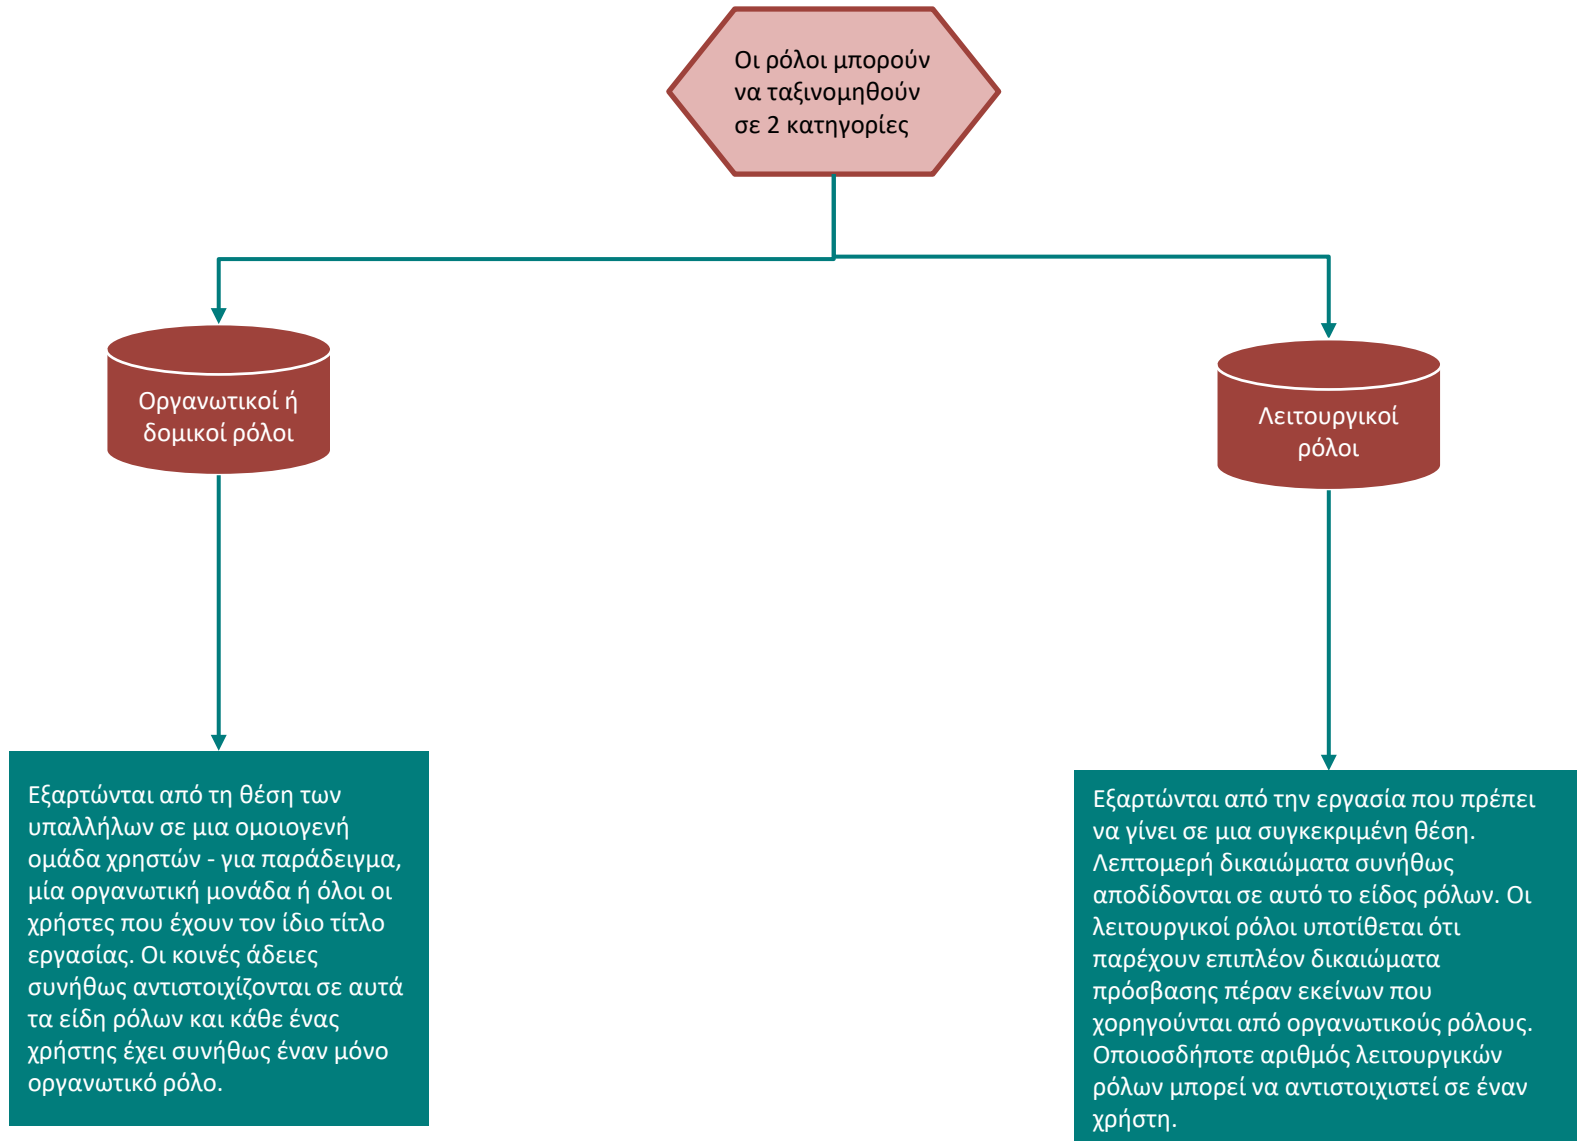 Οι ρόλοι μπορούν
να ταξινομηθούν
σε 2 κατηγορίες
Οργανωτικοί ή
δομικοί ρόλοι
Λειτουργικοί
ρόλοι
Εξαρτώνται από τη θέση των
υπαλλήλων σε μια ομοιογενή
ομάδα χρηστών - για παράδειγμα,
μία οργανωτική μονάδα ή όλοι οι
χρήστες που έχουν τον ίδιο τίτλο
εργασίας. Οι κοινές άδειες
συνήθως αντιστοιχίζονται σε αυτά
τα είδη ρόλων και κάθε ένας
χρήστης έχει συνήθως έναν μόνο
οργανωτικό ρόλο.
Εξαρτώνται από την εργασία που πρέπει
να γίνει σε μια συγκεκριμένη θέση.
Λεπτομερή δικαιώματα συνήθως
αποδίδονται σε αυτό το είδος ρόλων. Οι
λειτουργικοί ρόλοι υποτίθεται ότι
παρέχουν επιπλέον δικαιώματα
πρόσβασης πέραν εκείνων που
χορηγούνται από οργανωτικούς ρόλους.
Οποιοσδήποτε αριθμός λειτουργικών
ρόλων μπορεί να αντιστοιχιστεί σε έναν
χρήστη.